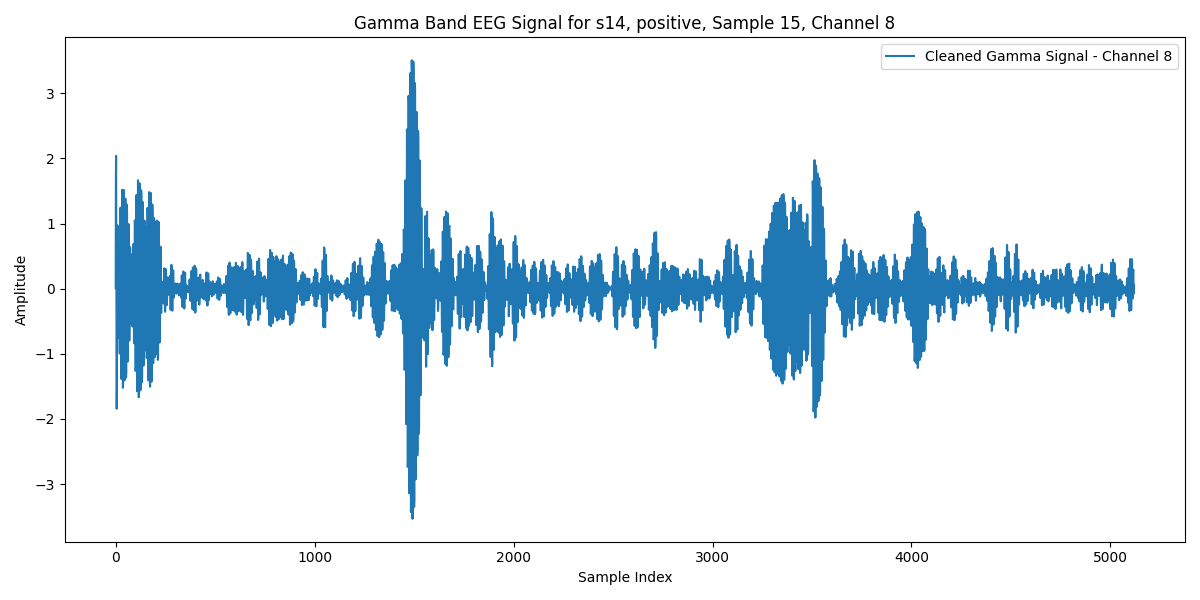 Gamma Band EEG Signal for s14, positive, Sample 15, Channel 8
Cleaned Gamma Signal - Channel 8
Amplitude
3
2
1
0
−1
−2
−3
0 1000 2000 3000 4000 5000
Sample Index